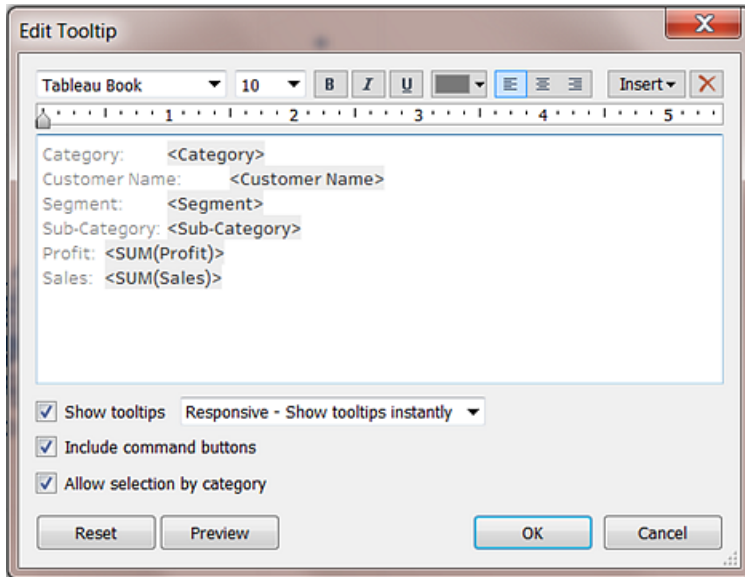 Edit Tooltip
Tableau Book 10 B I U Insert
1 2 3 4 5
Category: <Category>
Customer Name: <Customer Name>
Segment: <Segment>
Sub-Category: <Sub-Category>
Profit: <SUM(Profit)>
Sales: <SUM(Sales)>
Show tooltips Responsive - Show tooltips instantly
Include command buttons
Allow selection by category
Reset Preview OK Cancel